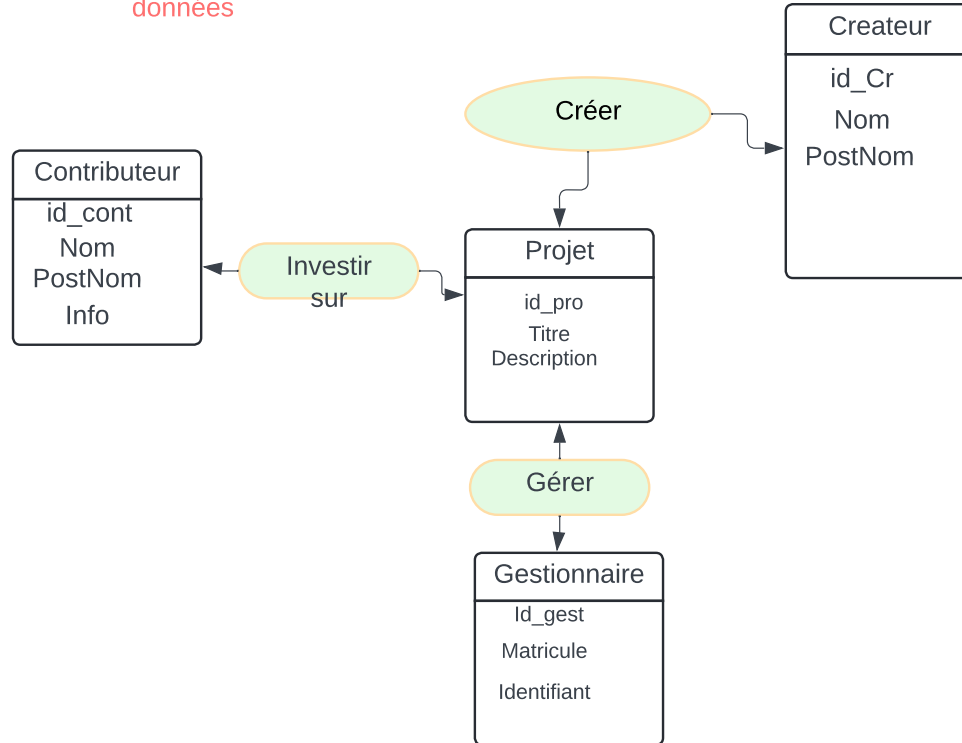 données
Createur
id_Cr
Nom
PostNom
Créer
Contributeur
id_cont
Nom
PostNom
Info
Investir
sur
Projet
id_pro
Titre
Description
Gérer
Gestionnaire
Id_gest
Matricule
Identifiant